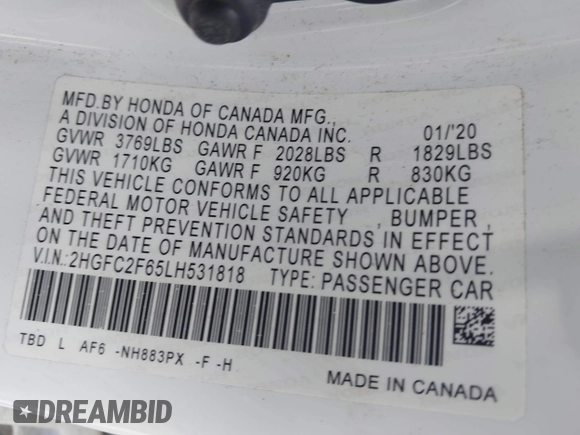 MFD.BY HONDA OF CANADA MFG.,
A DIVISION OF HONDA CANADA INC. 01/'20
GVWR 3769LBS GAWR F 2028LBS R 1829LBS
GVWR 1710KG GAWR F 920KG R 830KG
THIS VEHICLE CONFORMS TO ALL APPLICABLE
FEDERAL MOTOR VEHICLE SAFETY , BUMPER,
AND THEFT PREVENTION STANDARDS IN EFFECT
ON THE DATE OF MANUFACTURE SHOWN ABOVE.
V.I.N.:2HGFC2F65LH531818 TYPE: PASSENGER CAR
TBD L AF6 -NH883PX -F -H
MADE IN CANADA
DREAMBID